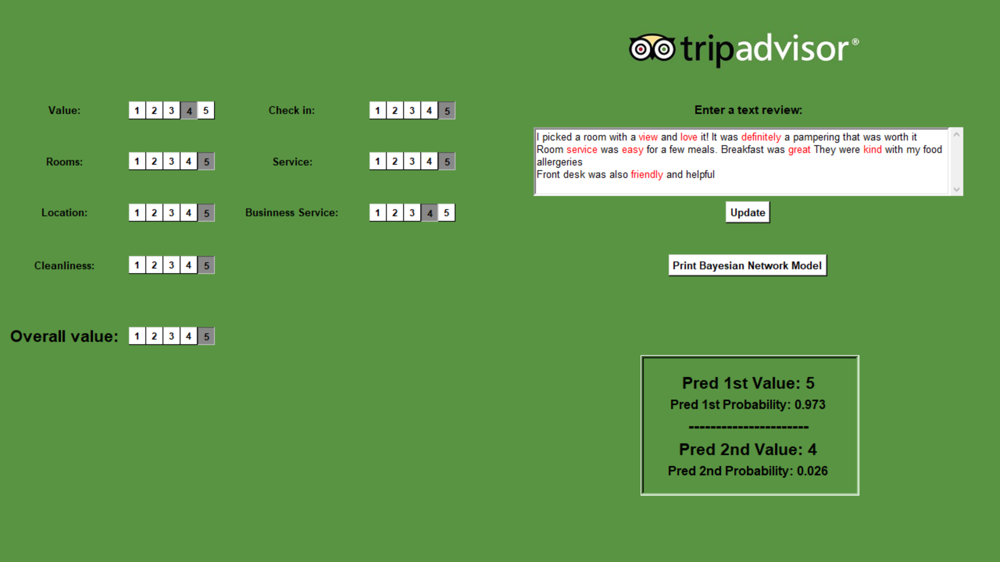 tripadvisor®
Value: 1 2 3 4 5 Check in: 1 2 3 4 5
Rooms: 1 2 3 4 5 Service: 1 2 3 4 5
Location: 1 2 3 4 5 Businness Service: 1 2 3 4 5
Cleanliness: 1 2 3 4 5
Overall value: 1 2 3 4 5
Enter a text review:
I picked a room with a view and love it! It was definitely a pampering that was worth it
Room service was easy for a few meals. Breakfast was great They were kind with my food
allergeries
Front desk was also friendly and helpful
Update
Print Bayesian Network Model
Pred 1st Value: 5
Pred 1st Probability: 0.973
----------------------
Pred 2nd Value: 4
Pred 2nd Probability: 0.026